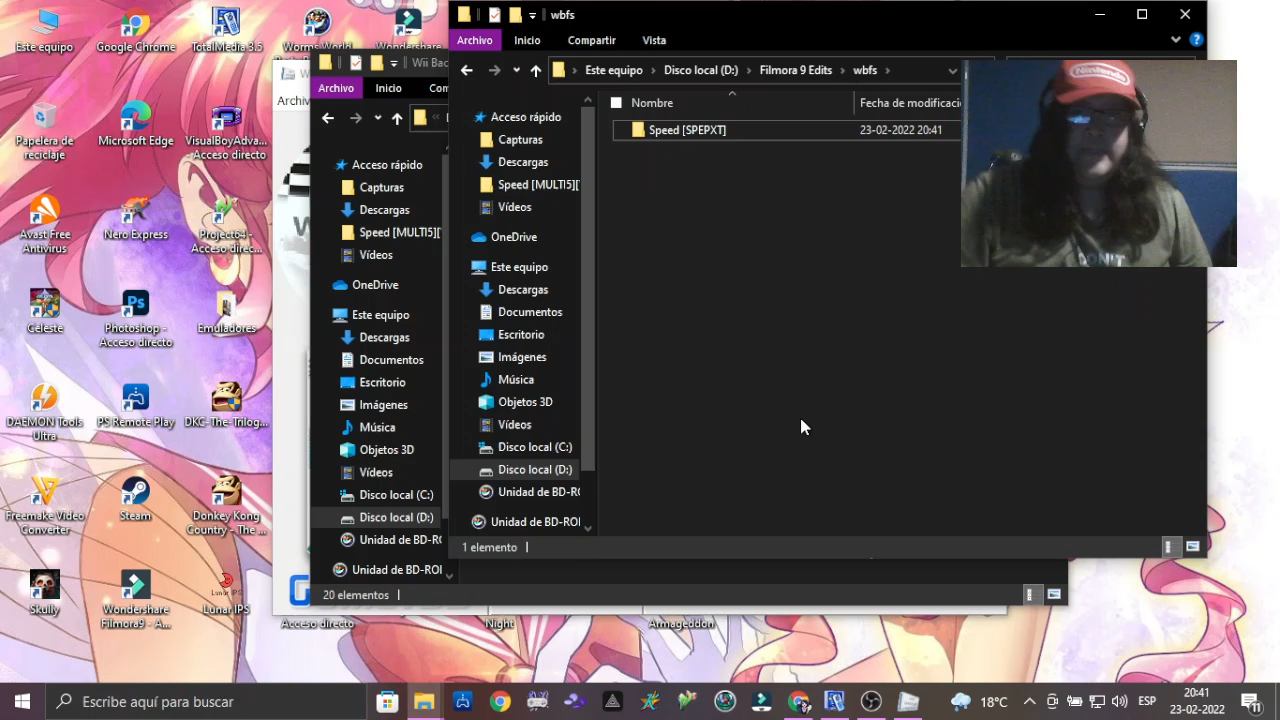 Este equipo
Google Chrome
TotalMedia 3.5
Worms World
Wondershare
Papelera de
reciclaje
Microsoft Edge
VisualBoyAdva...
- Acceso directo
Avast Free
Antivirus
Nero Express
Project64 -
Acceso direc...
Celeste
Photoshop -
Acceso directo
Emuladores
DAEMON Tools
Ultra
PS Remote Play
DKC-The-Trilog...
Freemake Video
Converter
Steam
Donkey Kong
Country - The ...
Skully
Wondershare
Filmora9 - A...
Lunar IPS
Acceso directo
Night
Armageddon
Archiv
Wii Bac
Archivo
Inicio
Com
Acceso rápido
Capturas
Descargas
Speed [MULTI5][
Vídeos
OneDrive
Este equipo
Descargas
Documentos
Escritorio
Imágenes
Música
Objetos 3D
Vídeos
Disco local (C:)
Disco local (D:)
Unidad de BD-RO
Unidad de BD-ROI
20 elementos
wbfs
Archivo
Inicio
Compartir
Vista
Este equipo
Disco local (D:)
Filmora 9 Edits
wbfs
Nombre
Fecha de modificació
Speed [SPEPXT]
23-02-2022 20:41
Acceso rápido
Capturas
Descargas
Speed [MULTI5][
Vídeos
OneDrive
Este equipo
Descargas
Documentos
Escritorio
Imágenes
Música
Objetos 3D
Vídeos
Disco local (C:)
Disco local (D:)
Unidad de BD-RO
Unidad de BD-ROI
1 elemento
Nintendo
DON'T
Escribe aquí para buscar
18°C
ESP
20:41
23-02-2022
11